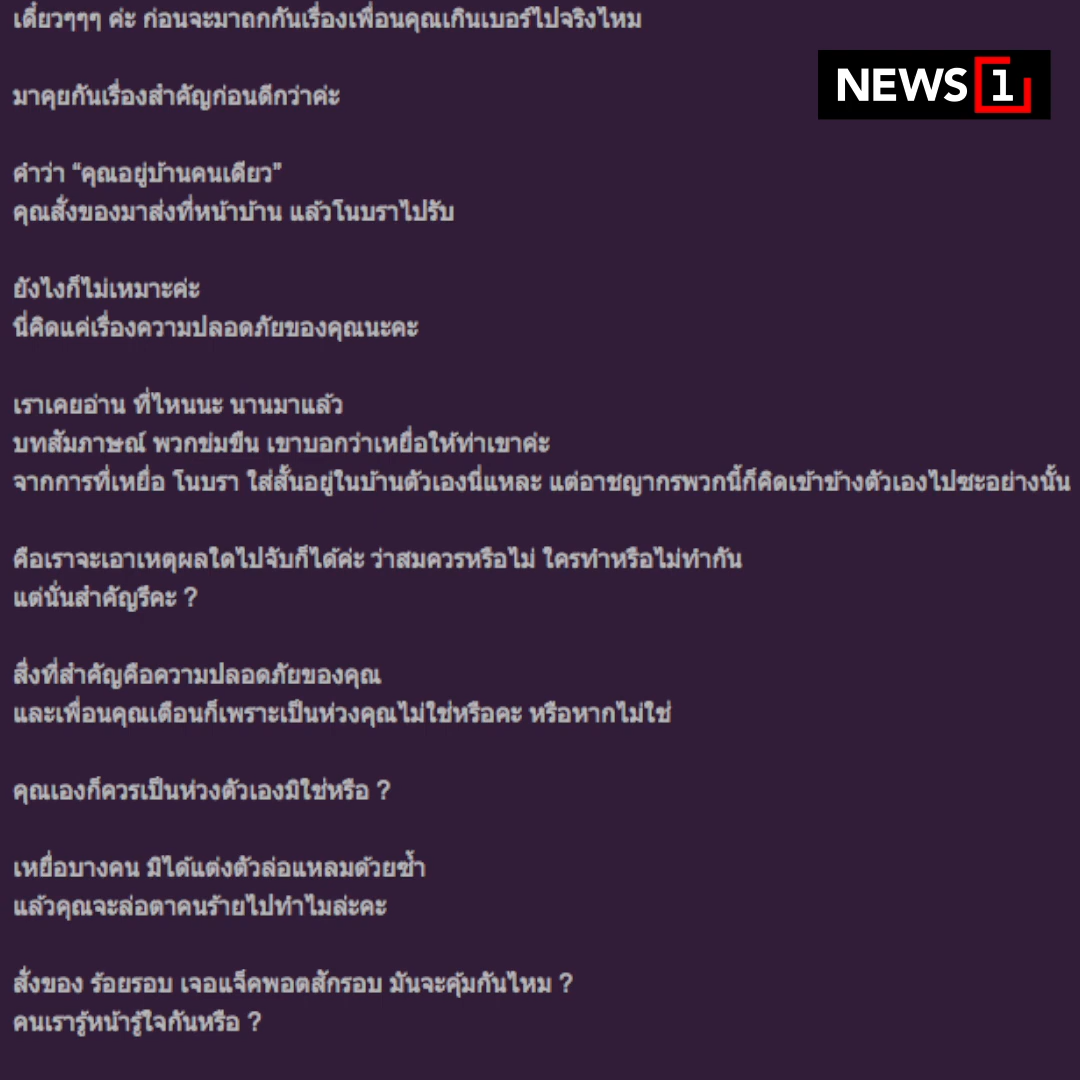 เดี๋ยวๆๆๆ ค่ะ ก่อนจะมาถกกันเรื่องเพื่อนคุณเกินเบอร์ไปจริงไหม
NEWS 1
มาคุยกันเรื่องสำคัญก่อนดีกว่าค่ะ
คำว่า “คุณอยู่บ้านคนเดียว”
คุณสั่งของมาส่งที่หน้าบ้าน แล้วโนบราไปรับ
ยังไงก็ไม่เหมาะค่ะ
นี่คิดแค่เรื่องความปลอดภัยของคุณนะคะ
เราเคยอ่าน ที่ไหนนะ นานมาแล้ว
บทสัมภาษณ์ พวกข่มขืน เขาบอกว่าเหยื่อให้ท่าเขาค่ะ
จากการที่เหยื่อ โนบรา ใส่สั้นอยู่ในบ้านตัวเองนี่แหละ แต่อาชญากรพวกนี้ก็คิดเข้าข้างตัวเองไปซะอย่างนั้น
คือเราจะเอาเหตุผลใดไปจับก็ได้ค่ะ ว่าสมควรหรือไม่ ใครทำหรือไม่ทำกัน
แต่นั่นสำคัญรึคะ ?
สิ่งที่สำคัญคือความปลอดภัยของคุณ
และเพื่อนคุณเตือนก็เพราะเป็นห่วงคุณไม่ใช่หรือคะ หรือหากไม่ใช่
คุณเองก็ควรเป็นห่วงตัวเองมิใช่หรือ ?
เหยื่อบางคน มิได้แต่งตัวล่อแหลมด้วยซ้ำ
แล้วคุณจะล่อตาคนร้ายไปทำไมล่ะคะ
สั่งของ ร้อยรอบ เจอแจ็คพอตสักรอบ มันจะคุ้มกันไหม ?
คนเรารู้หน้ารู้ใจกันหรือ ?